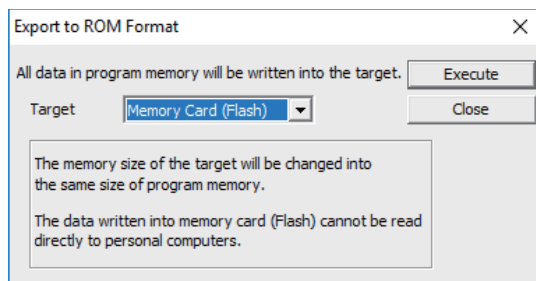 Export to ROM Format
All data in program memory will be written into the target.
Execute
Target
Memory Card (Flash)
Close
The memory size of the target will be changed into
the same size of program memory.
The data written into memory card (Flash) cannot be read
directly to personal computers.